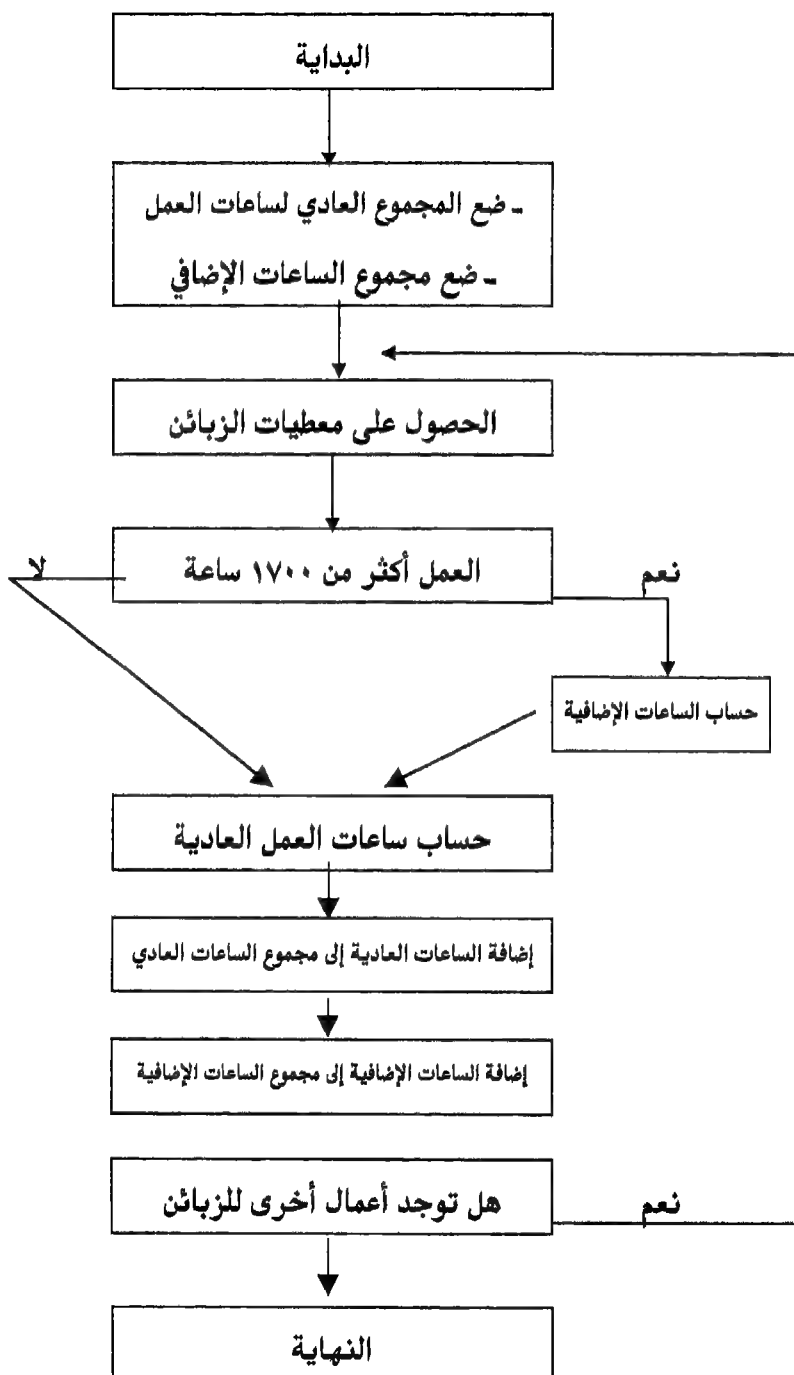 البداية
ـ ضع المجموع العادي لساعات العمل
ـ ضع مجموع الساعات الإضافي
الحصول على معطيات الزبائن
العمل أكثر من ١٧٠٠ ساعة
نعم
لا
حساب الساعات الإضافية
حساب ساعات العمل العادية
إضافة الساعات العادية إلى مجموع الساعات العادي
إضافة الساعات الإضافية إلى مجموع الساعات الإضافية
هل توجد أعمال أخرى للزبائن
نعم
النهاية